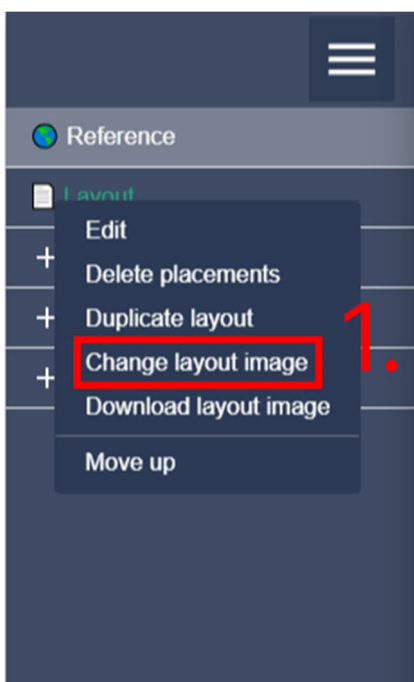 Reference
Layout
Edit
Delete placements
Duplicate layout
Change layout image
1.
Download layout image
Move up